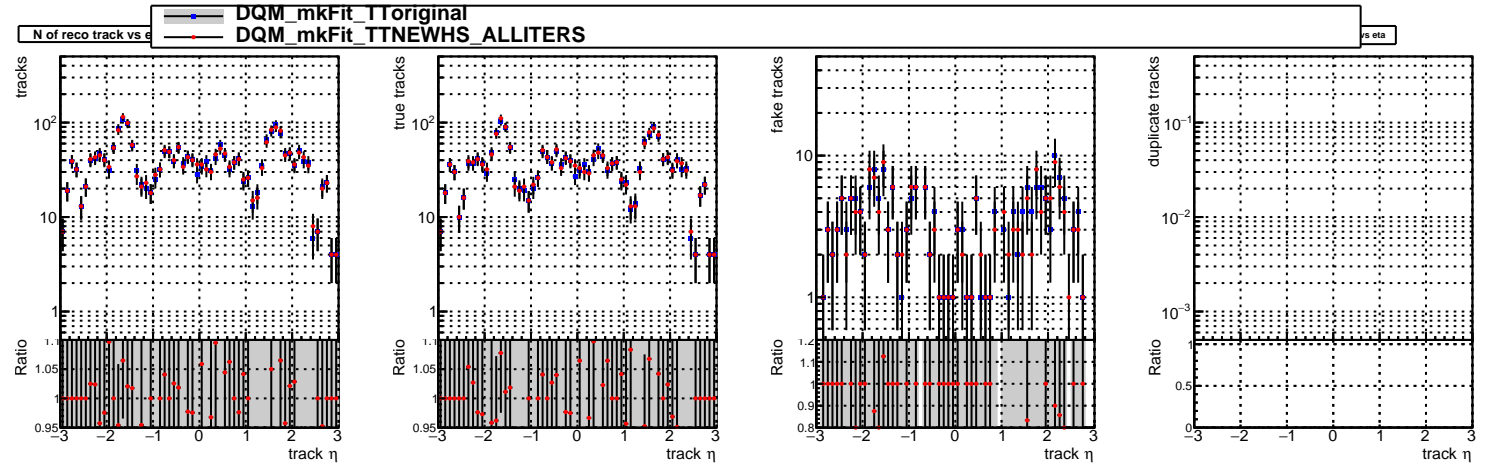 DQM_mkFit_TToriginal
DQM_mkFit_TTNEWHS_ALLITERS
N of reco track vs e
vs eta
tracks
10²
10
1
Ratio
1.1
1.05
1
0.95
−3 −2 −1 0 1 2 3
track η
true tracks
10²
10
1
Ratio
1.1
1.05
1
0.95
−3 −2 −1 0 1 2 3
track η
fake tracks
10
1
Ratio
1.2
1.1
1.0
0.9
0.8
−3 −2 −1 0 1 2 3
track η
duplicate tracks
10⁻¹
10⁻²
10⁻³
Ratio
1
0.5
0
−3 −2 −1 0 1 2 3
track η